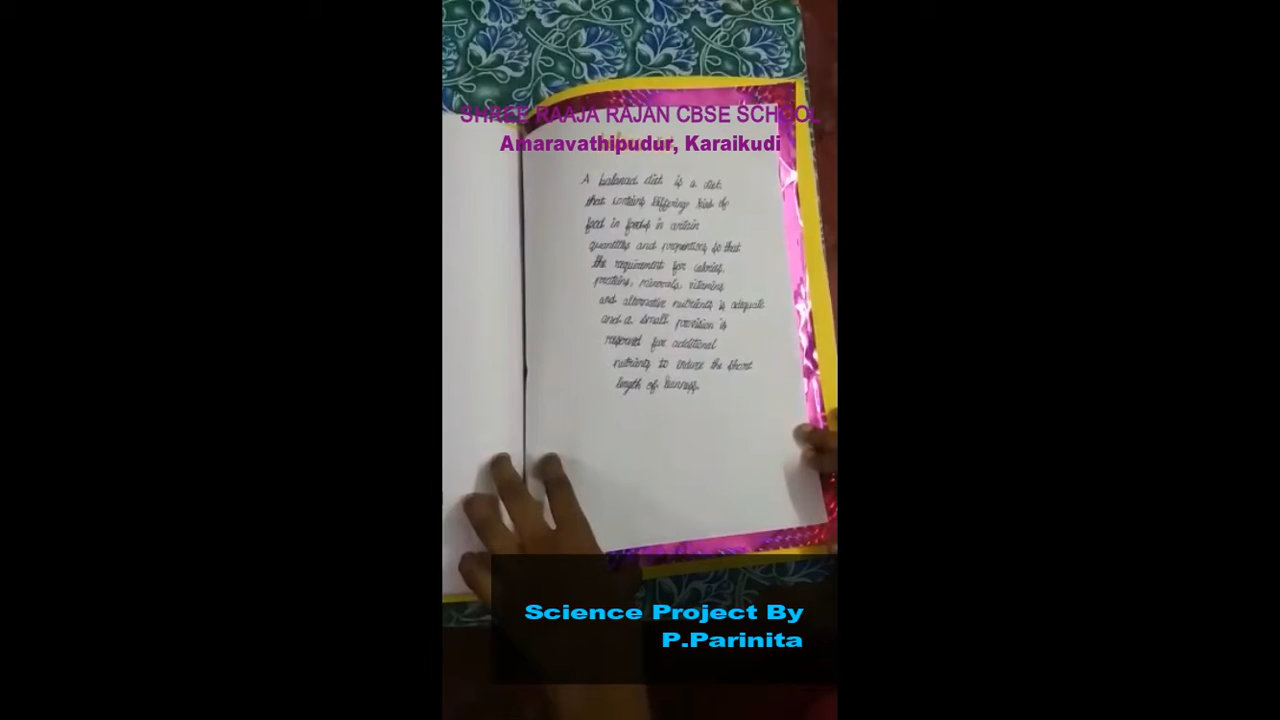 SHREE RAAJA RAJAN CBSE SCHOOL
Amaravathipudur, Karaikudi
A balanced diet is a diet
that contains differing kind of
food in foods in certain
quantities and proportions so that
the requirement for calories,
proteins, minerals, vitamins
and alternative nutrients is adequate
and a small provision is
reserved for additional
nutrients to endure the short
length of leanness.
Science Project By
P.Parinita